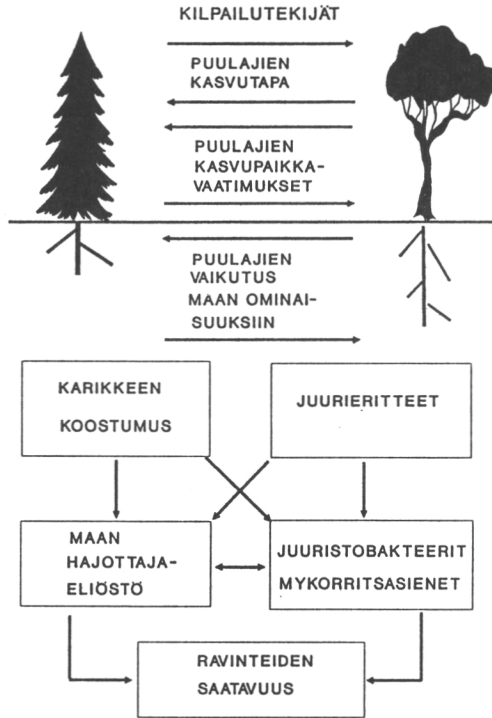 KILPAILUTEKIJÄT
PUULAJIEN
KASVUTAPA
PUULAJIEN
KASVUPAIKKA-
VAATIMUKSET
PUULAJIEN
VAIKUTUS
MAAN OMINAI-
SUUKSIIN
KARIKKEEN
KOOSTUMUS
JUURIERITTEET
MAAN
HAJOTTAJA-
ELIÖSTÖ
JUURISTOBAKTEERIT
MYKORRITSASIENET
RAVINTEIDEN
SAATAVUUS